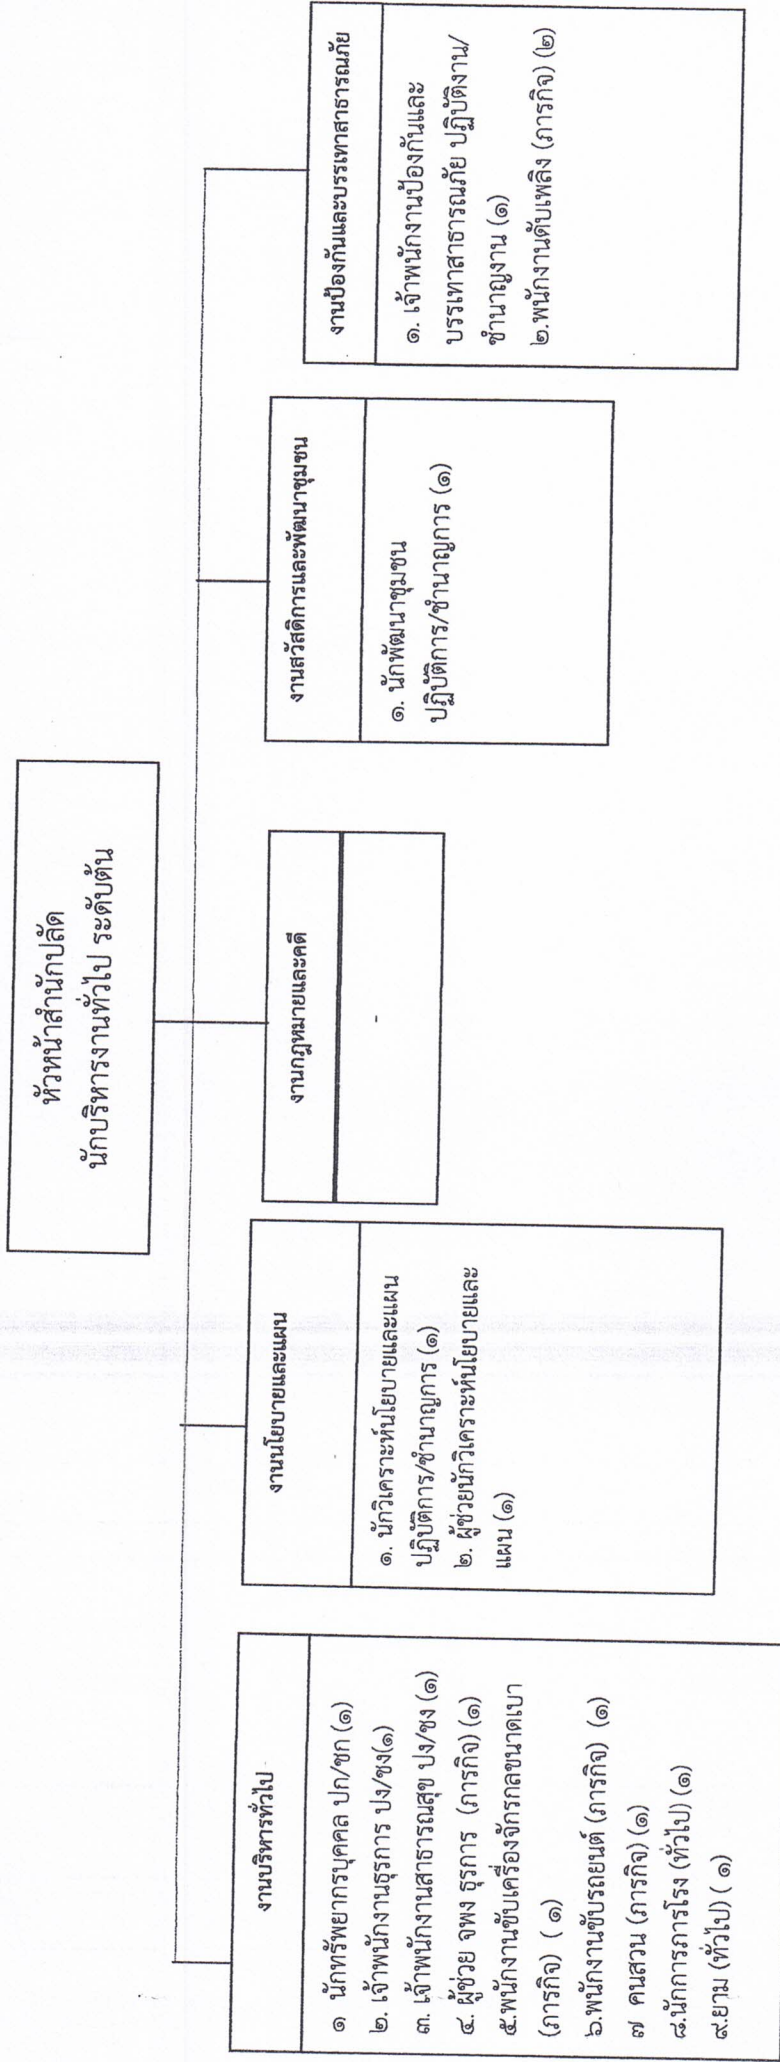 หัวหน้าสำนักปลัด
นักบริหารงานทั่วไป ระดับต้น
งานบริหารทั่วไป
๑ นักทรัพยากรบุคคล ปก/ชก (๑)
๒. เจ้าพนักงานธุรการ ปง/ชง(๑)
๓. เจ้าพนักงานสาธารณสุข ปง/ชง (๑)
๔. ผู้ช่วย จพง ธุรการ (ภารกิจ) (๑)
๕.พนักงานขับเครื่องจักรกลขนาดเบา
(ภารกิจ) ( ๑)
๖.พนักงานขับรถยนต์ (ภารกิจ) (๑)
๗ คนสวน (ภารกิจ) (๑)
๘.นักการภารโรง (ทั่วไป) (๑)
๙.ยาม (ทั่วไป) ( ๑)
งานนโยบายและแผน
๑. นักวิเคราะห์นโยบายและแผน
ปฏิบัติการ/ชำนาญการ (๑)
๒. ผู้ช่วยนักวิเคราะห์นโยบายและ
แผน (๑)
งานกฎหมายและคดี
-
งานสวัสดิการและพัฒนาชุมชน
๑. นักพัฒนาชุมชน
ปฏิบัติการ/ชำนาญการ (๑)
งานป้องกันและบรรเทาสาธารณภัย
๑. เจ้าพนักงานป้องกันและ
บรรเทาสาธารณภัย ปฏิบัติงาน/
ชำนาญงาน (๑)
๒.พนักงานดับเพลิง (ภารกิจ) (๒)